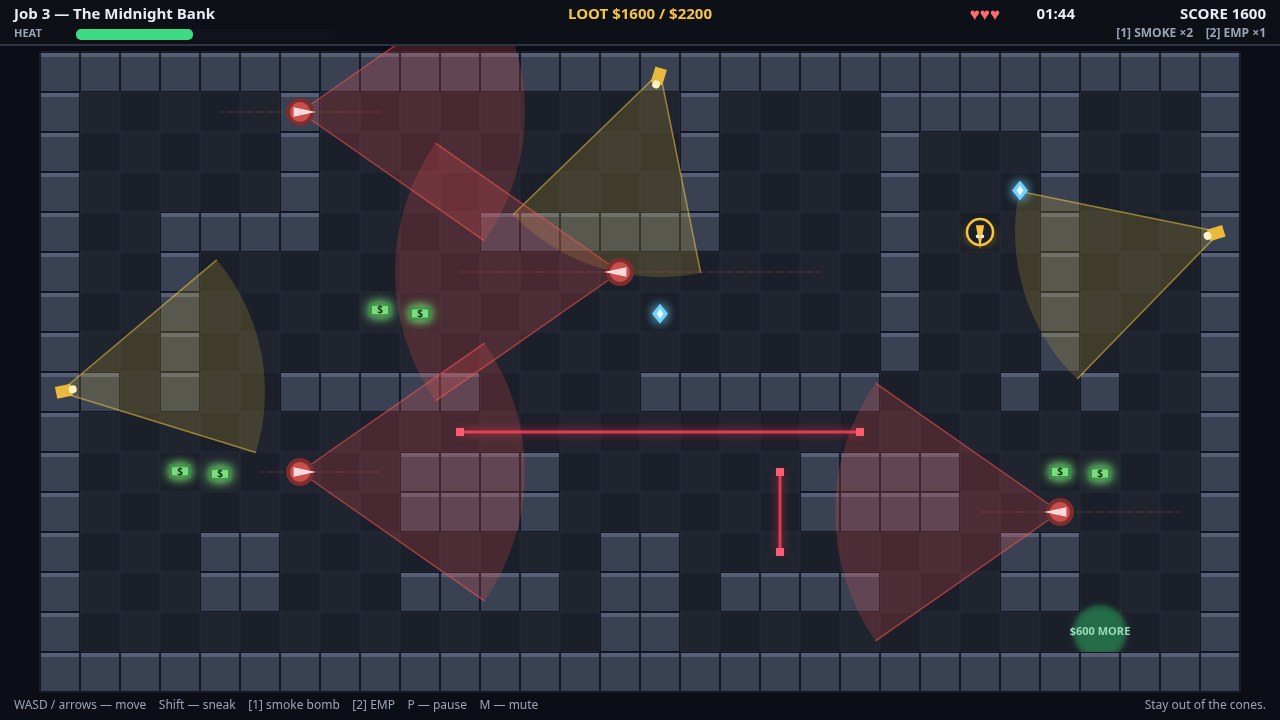 Job 3 — The Midnight Bank
LOOT $1600 / $2200
♥♥♥
01:44
SCORE 1600
HEAT
[1] SMOKE ×2 [2] EMP ×1
$
$
$
$
$
$
$600 MORE
WASD / arrows — move Shift — sneak [1] smoke bomb [2] EMP P — pause M — mute
Stay out of the cones.